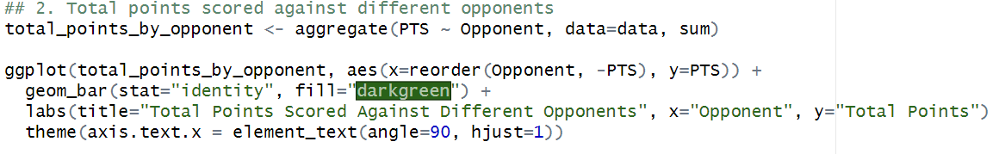 ## 2. Total points scored against different opponents
total_points_by_opponent <- aggregate(PTS ~ Opponent, data=data, sum)
ggplot(total_points_by_opponent, aes(x=reorder(Opponent, -PTS), y=PTS)) +
geom_bar(stat="identity", fill="darkgreen") +
labs(title="Total Points Scored Against Different Opponents", x="Opponent", y="Total Points")
theme(axis.text.x = element_text(angle=90, hjust=1))